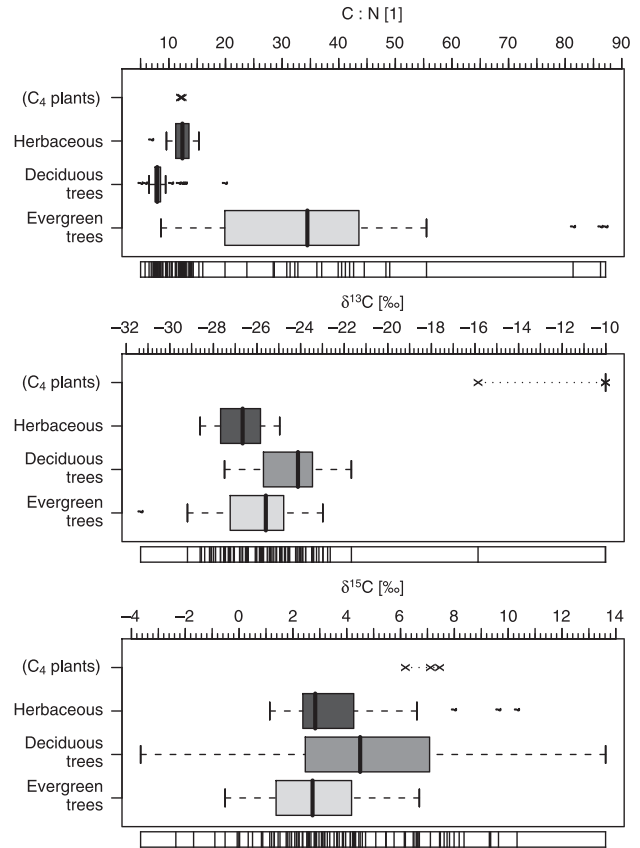 C : N [1]
10 20 30 40 50 60 70 80 90
(C₄ plants)
Herbaceous
Deciduous
trees
Evergreen
trees
δ¹³C [‰]
−32 −30 −28 −26 −24 −22 −20 −18 −16 −14 −12 −10
(C₄ plants)
Herbaceous
Deciduous
trees
Evergreen
trees
δ¹⁵C [‰]
−4 −2 0 2 4 6 8 10 12 14
(C₄ plants)
Herbaceous
Deciduous
trees
Evergreen
trees